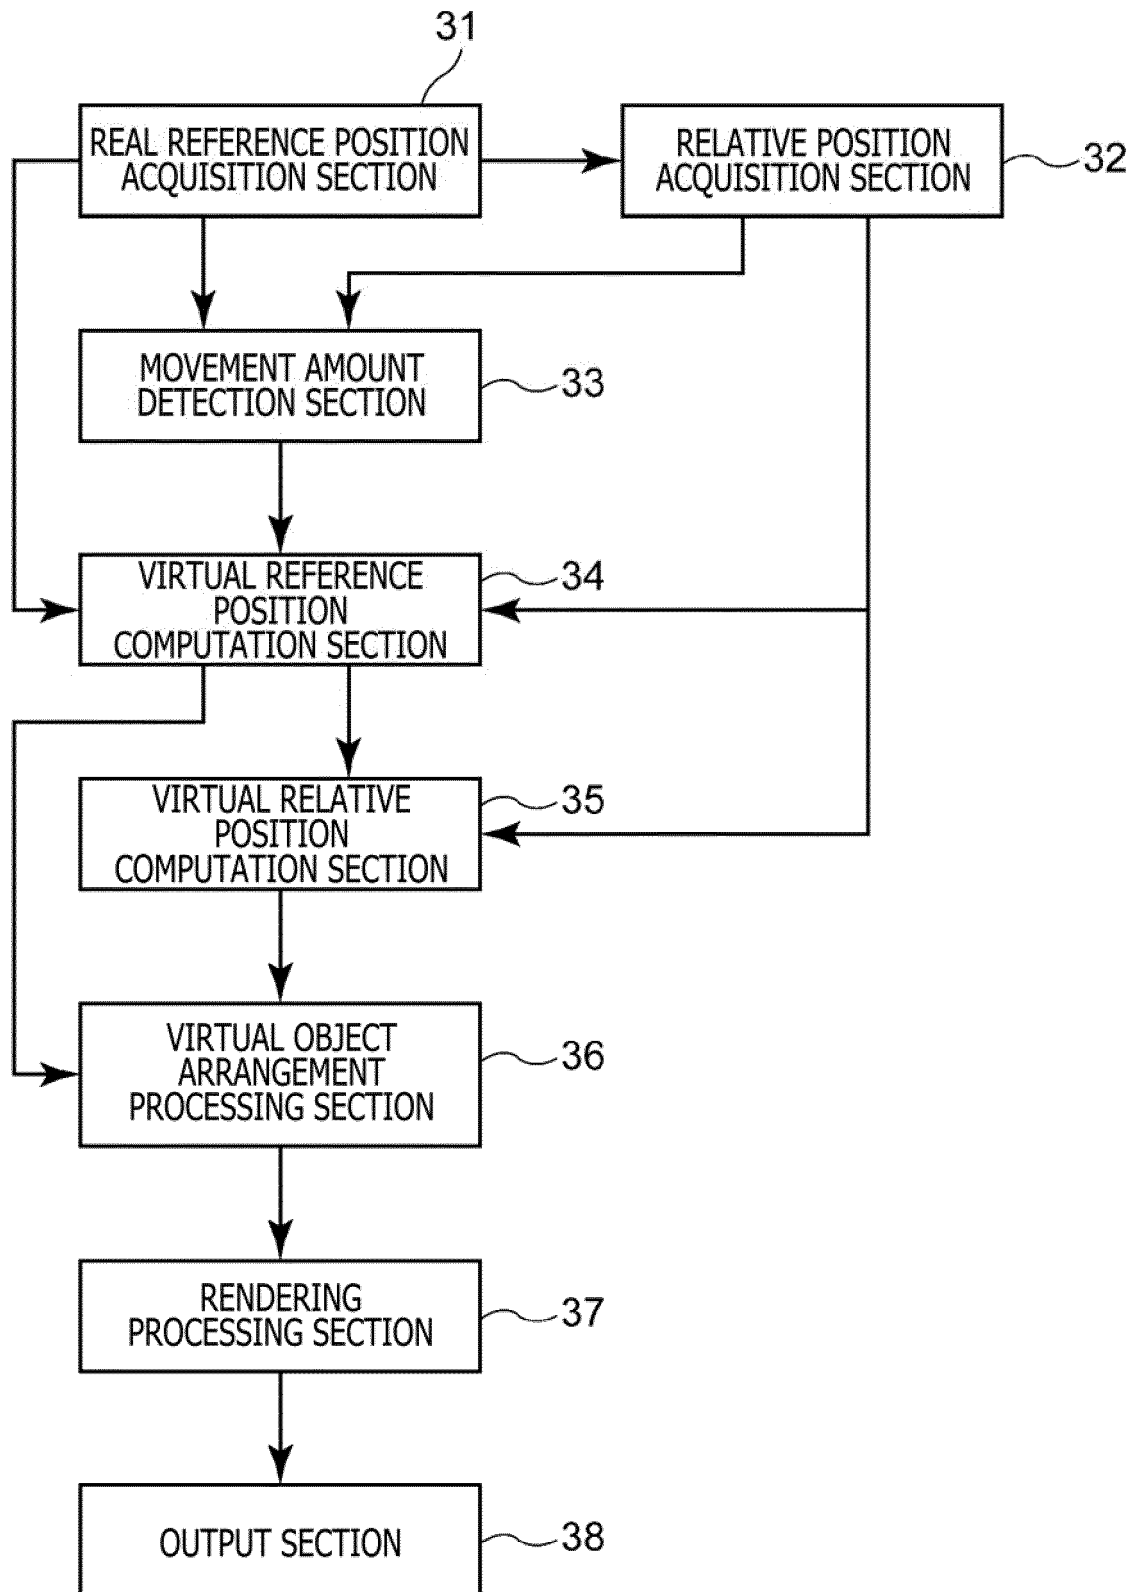 31
REAL REFERENCE POSITION
ACQUISITION SECTION
RELATIVE POSITION
ACQUISITION SECTION
32
MOVEMENT AMOUNT
DETECTION SECTION
33
VIRTUAL REFERENCE
POSITION
COMPUTATION SECTION
34
VIRTUAL RELATIVE
POSITION
COMPUTATION SECTION
35
VIRTUAL OBJECT
ARRANGEMENT
PROCESSING SECTION
36
RENDERING
PROCESSING SECTION
37
OUTPUT SECTION
38